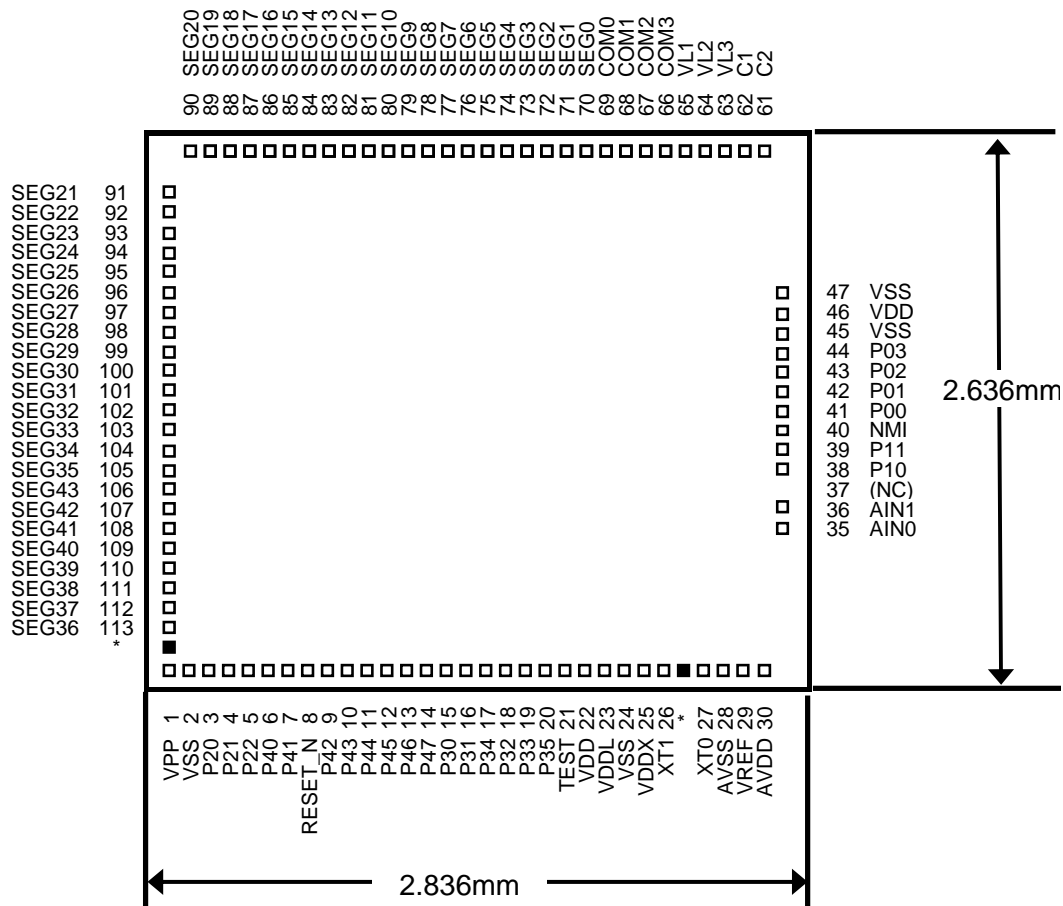 90 SEG20
89 SEG19
88 SEG18
87 SEG17
86 SEG16
85 SEG15
84 SEG14
83 SEG13
82 SEG12
81 SEG11
80 SEG10
79 SEG9
78 SEG8
77 SEG7
76 SEG6
75 SEG5
74 SEG4
73 SEG3
72 SEG2
71 SEG1
70 SEG0
69 COM0
68 COM1
67 COM2
66 COM3
65 VL1
64 VL2
63 VL3
62 C1
61 C2
SEG21 91
SEG22 92
SEG23 93
SEG24 94
SEG25 95
SEG26 96
SEG27 97
SEG28 98
SEG29 99
SEG30 100
SEG31 101
SEG32 102
SEG33 103
SEG34 104
SEG35 105
SEG43 106
SEG42 107
SEG41 108
SEG40 109
SEG39 110
SEG38 111
SEG37 112
SEG36 113
*
47 VSS
46 VDD
45 VSS
44 P03
43 P02
42 P01
41 P00
40 NMI
39 P11
38 P10
37 (NC)
36 AIN1
35 AIN0
2.636mm
VPP 1
VSS 2
P20 3
P21 4
P22 5
P40 6
P41 7
RESET_N 8
P42 9
P43 10
P44 11
P45 12
P46 13
P47 14
P30 15
P31 16
P34 17
P32 18
P33 19
P35 20
TEST 21
VDD 22
VDDL 23
VSS 24
VDDX 25
XT1 26
*
XT0 27
AVSS 28
VREF 29
AVDD 30
2.836mm